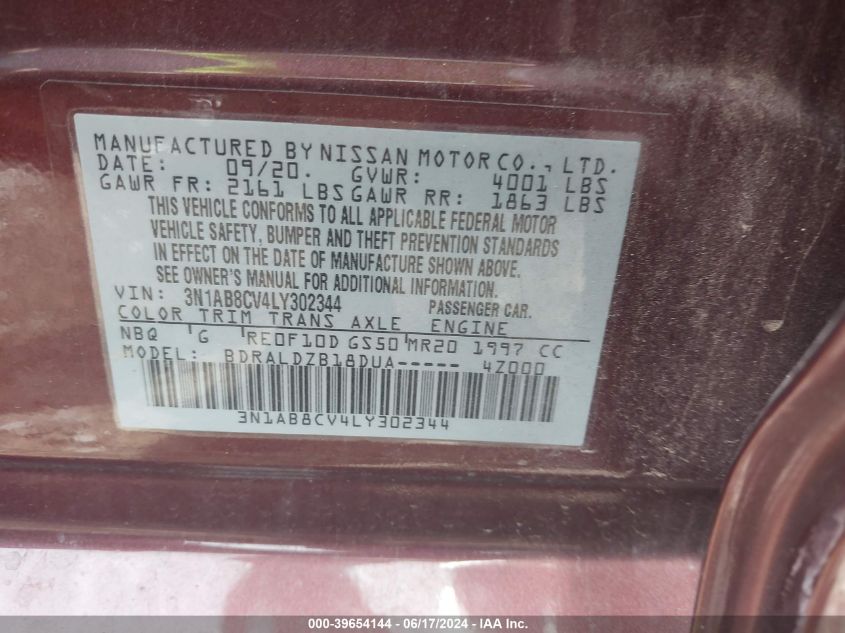 MANUFACTURED BY NISSAN MOTOR CO., LTD.
DATE: 09/20. GVWR: 4001 LBS
GAWR FR: 2161 LBS GAWR RR: 1863 LBS
THIS VEHICLE CONFORMS TO ALL APPLICABLE FEDERAL MOTOR
VEHICLE SAFETY, BUMPER AND THEFT PREVENTION STANDARDS
IN EFFECT ON THE DATE OF MANUFACTURE SHOWN ABOVE.
SEE OWNER'S MANUAL FOR ADDITIONAL INFORMATION.
VIN: 3N1AB8CV4LY302344 PASSENGER CAR.
COLOR TRIM TRANS AXLE ENGINE
NBQ G RE0F10D GS50 MR20 1997 CC
MODEL: BDRALDZB18DUA----- 4Z000
3N1AB8CV4LY302344
000-39654144 - 06/17/2024 - IAA Inc.